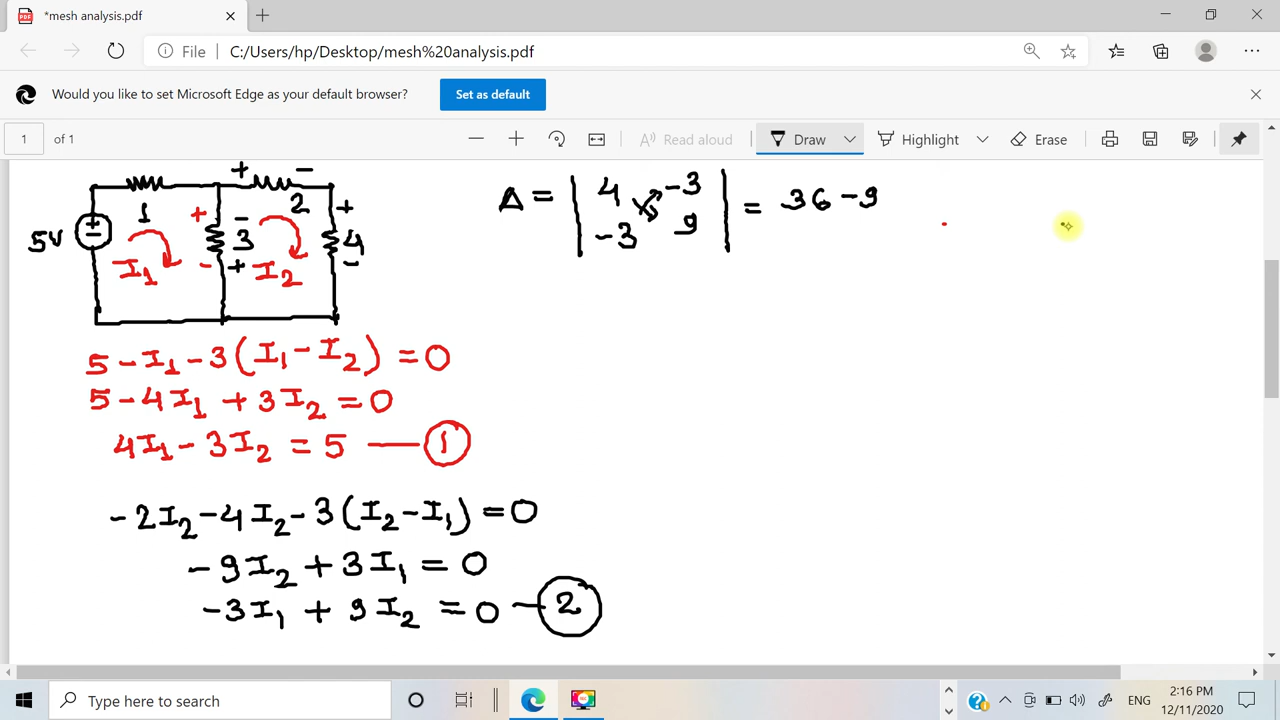 *mesh analysis.pdf
File C:/Users/hp/Desktop/mesh%20analysis.pdf
Would you like to set Microsoft Edge as your default browser? Set as default
1 of 1 Read aloud Draw Highlight Erase
+ -
1 2 +
5V + - 3 4
I1 - + I2 -
5 - I1 - 3(I1 - I2) = 0
5 - 4I1 + 3I2 = 0
4I1 - 3I2 = 5 — 1
-2I2 - 4I2 - 3(I2 - I1) = 0
-9I2 + 3I1 = 0
-3I1 + 9I2 = 0 — 2
Δ = | 4 -3 | = 36 - 9
-3 9
Type here to search
ENG 2:16 PM
12/11/2020